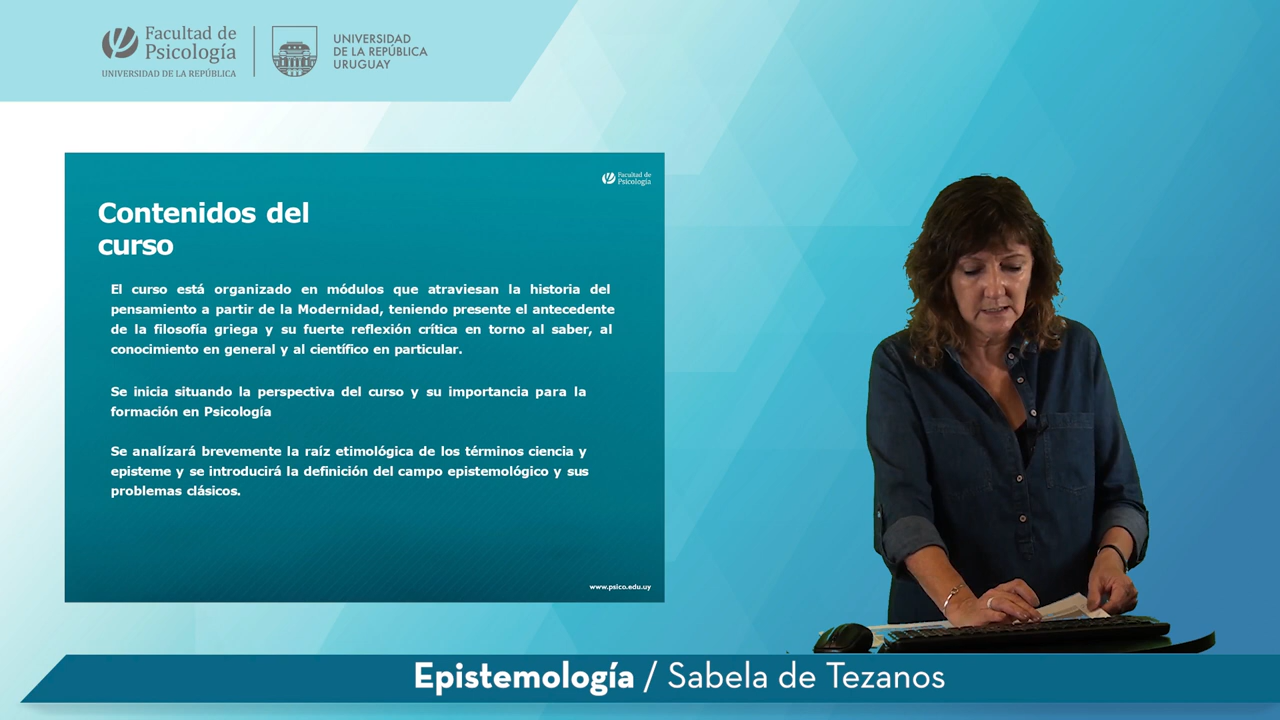 Facultad de
Psicología
UNIVERSIDAD DE LA REPÚBLICA
UNIVERSIDAD
DE LA REPÚBLICA
URUGUAY
Facultad de
Psicología
Contenidos del
curso
El curso está organizado en módulos que atraviesan la historia del
pensamiento a partir de la Modernidad, teniendo presente el antecedente
de la filosofía griega y su fuerte reflexión crítica en torno al saber, al
conocimiento en general y al científico en particular.
Se inicia situando la perspectiva del curso y su importancia para la
formación en Psicología
Se analízará brevemente la raíz etimológica de los términos ciencia y
episteme y se introducirá la definición del campo epistemológico y sus
problemas clásicos.
www.psico.edu.uy
Epistemología / Sabela de Tezanos